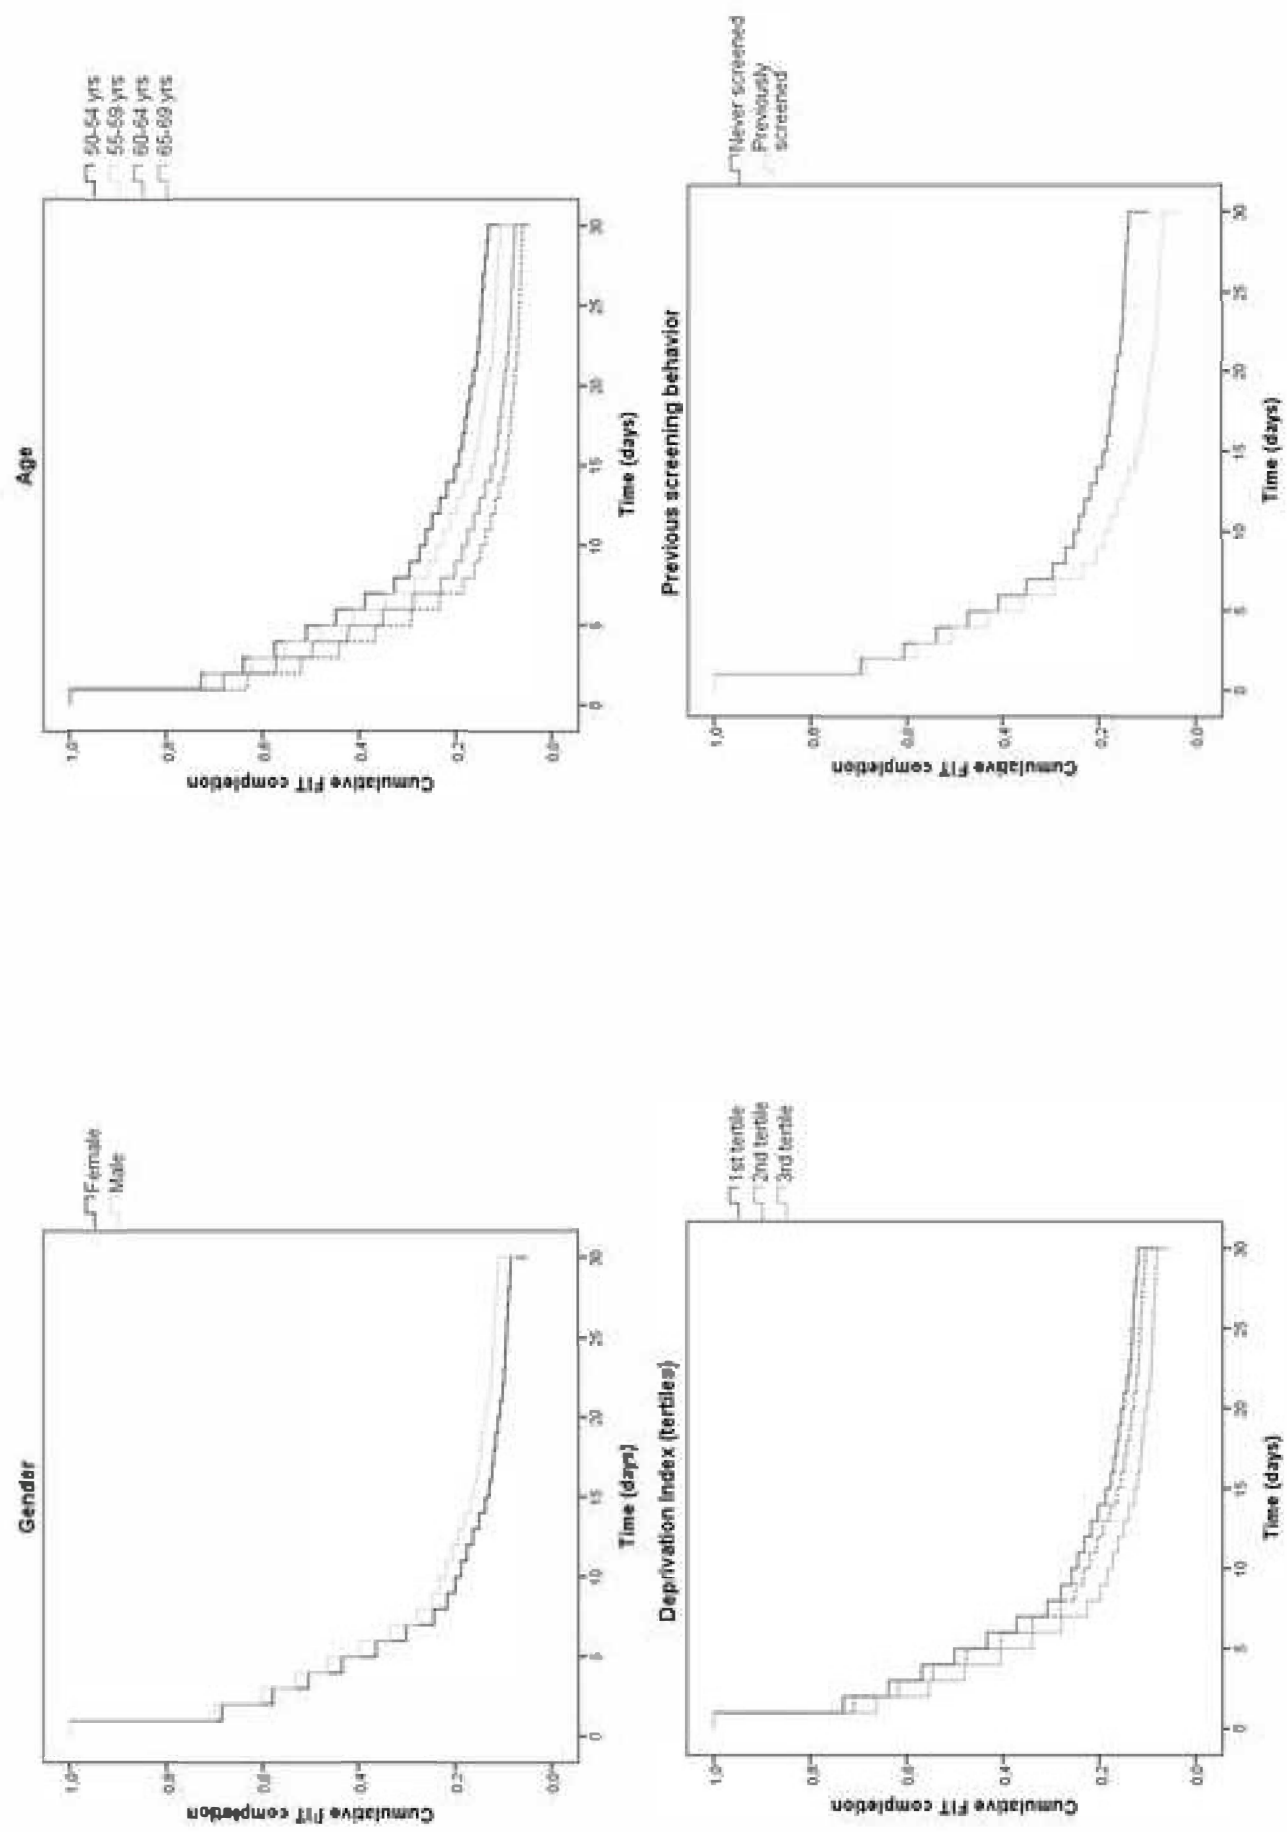 Gender
Female
Male
Cumulative FIT completion
1.0
0.8
0.6
0.4
0.2
0.0
0
5
10
15
20
25
30
Time (days)
Age
50-54 yrs
55-59 yrs
60-64 yrs
65-69 yrs
Cumulative FIT completion
1.0
0.8
0.6
0.4
0.2
0.0
0
5
10
15
20
25
30
Time (days)
Deprivation Index (tertiles)
1st tertile
2nd tertile
3rd tertile
Cumulative FIT completion
1.0
0.8
0.6
0.4
0.2
0.0
0
5
10
15
20
25
30
Time (days)
Previous screening behavior
Never screened
Previously
screened
Cumulative FIT completion
1.0
0.8
0.6
0.4
0.2
0.0
0
5
10
15
20
25
30
Time (days)